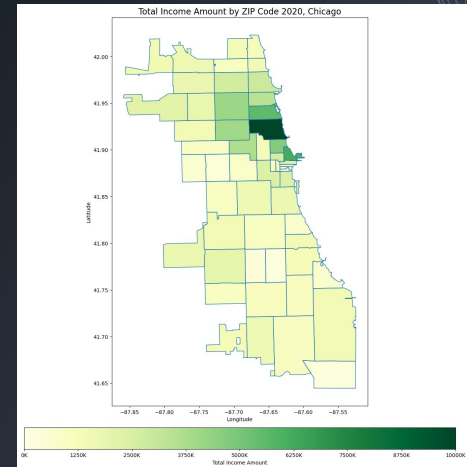 Total Income Amount by ZIP Code 2020, Chicago
42.00
41.95
41.90
41.85
41.80
41.75
41.70
41.65
Latitude
−87.85 −87.80 −87.75 −87.70 −87.65 −87.60 −87.55
Longitude
0K 1250K 2500K 3750K 5000K 6250K 7500K 8750K 10000K
Total Income Amount